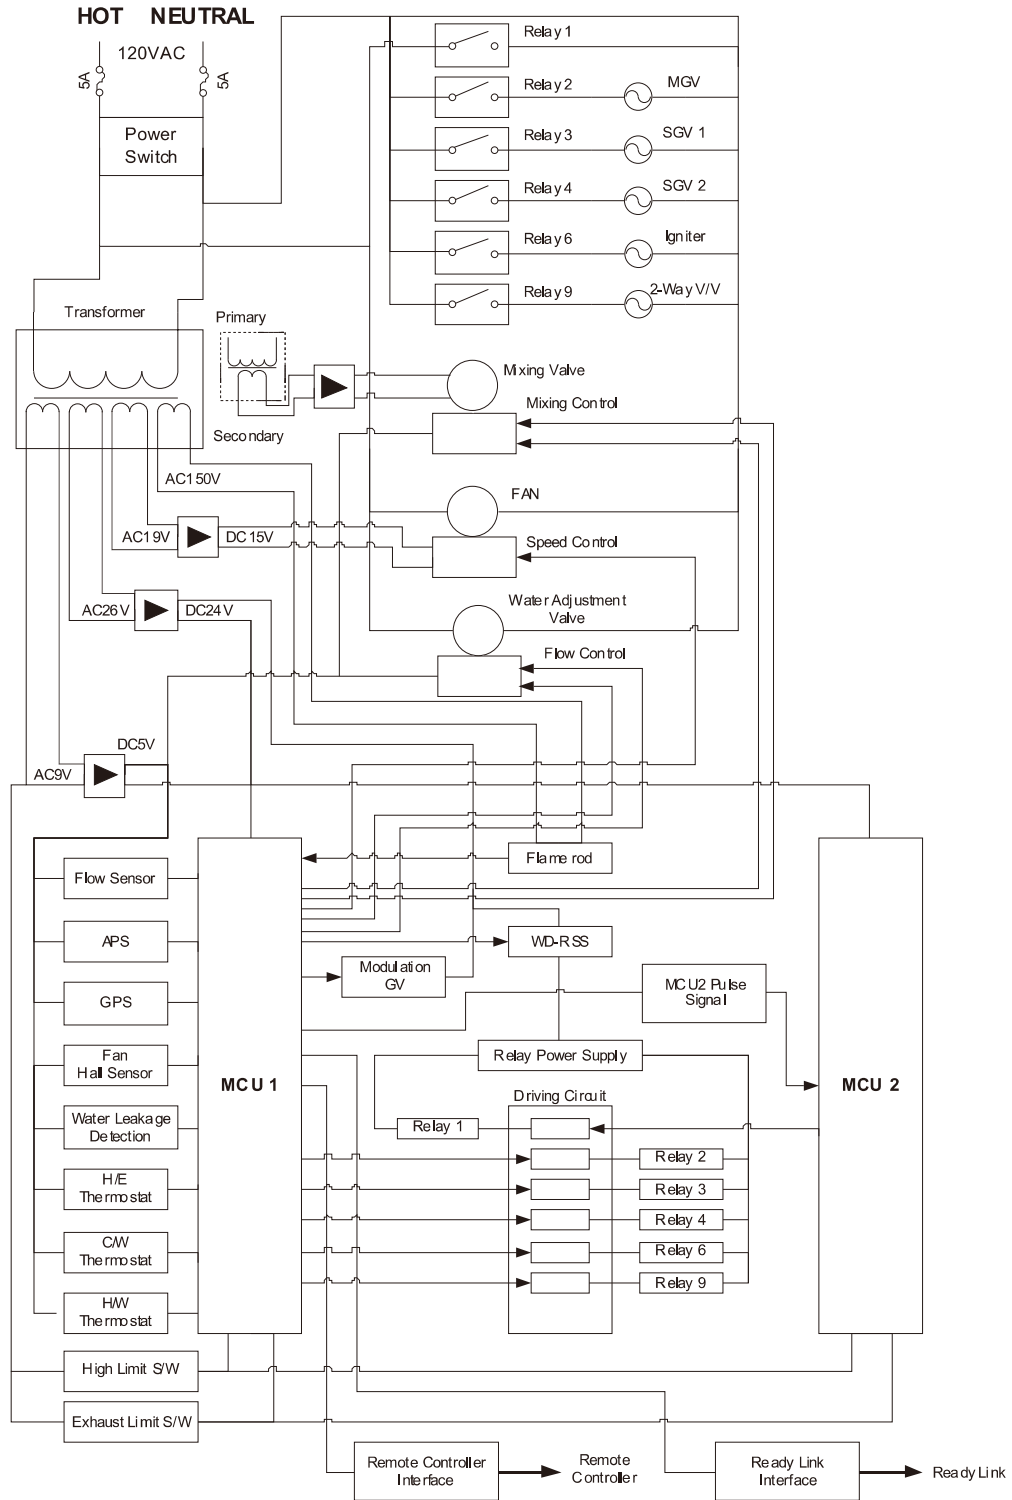 HOT NEUTRAL
120VAC
5A
5A
Power
Switch
Relay 1
Relay 2
MGV
Relay 3
SGV 1
Relay 4
SGV 2
Relay 6
Igniter
Relay 9
2-Way V/V
Transformer
Primary
Secondary
Mixing Valve
Mixing Control
AC150V
FAN
AC19V
DC15V
Speed Control
AC26V
DC24V
Water Adjustment
Valve
Flow Control
DC5V
AC9V
Flame rod
Flow Sensor
APS
WD-RSS
Modulation
GV
MCU2 Pulse
Signal
GPS
Fan
Hall Sensor
Relay Power Supply
MCU 1
MCU 2
Driving Circuit
Water Leakage
Detection
Relay 1
Relay 2
H/E
Thermostat
Relay 3
Relay 4
C/W
Thermostat
Relay 6
Relay 9
H/W
Thermostat
High Limit S/W
Exhaust Limit S/W
Remote Controller
Interface
Remote
Controller
Ready Link
Interface
Ready Link